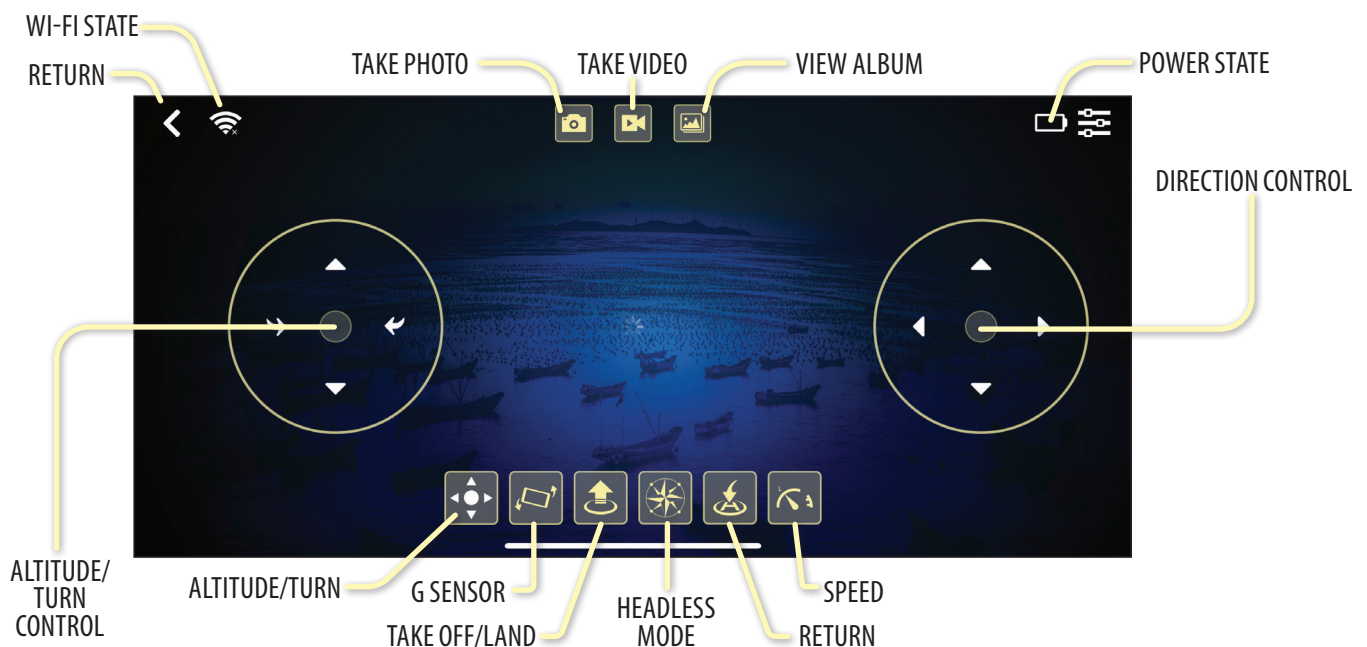 WI-FI STATE
RETURN
TAKE PHOTO
TAKE VIDEO
VIEW ALBUM
POWER STATE
DIRECTION CONTROL
ALTITUDE/
TURN
CONTROL
ALTITUDE/TURN
G SENSOR
TAKE OFF/LAND
HEADLESS
MODE
RETURN
SPEED
L